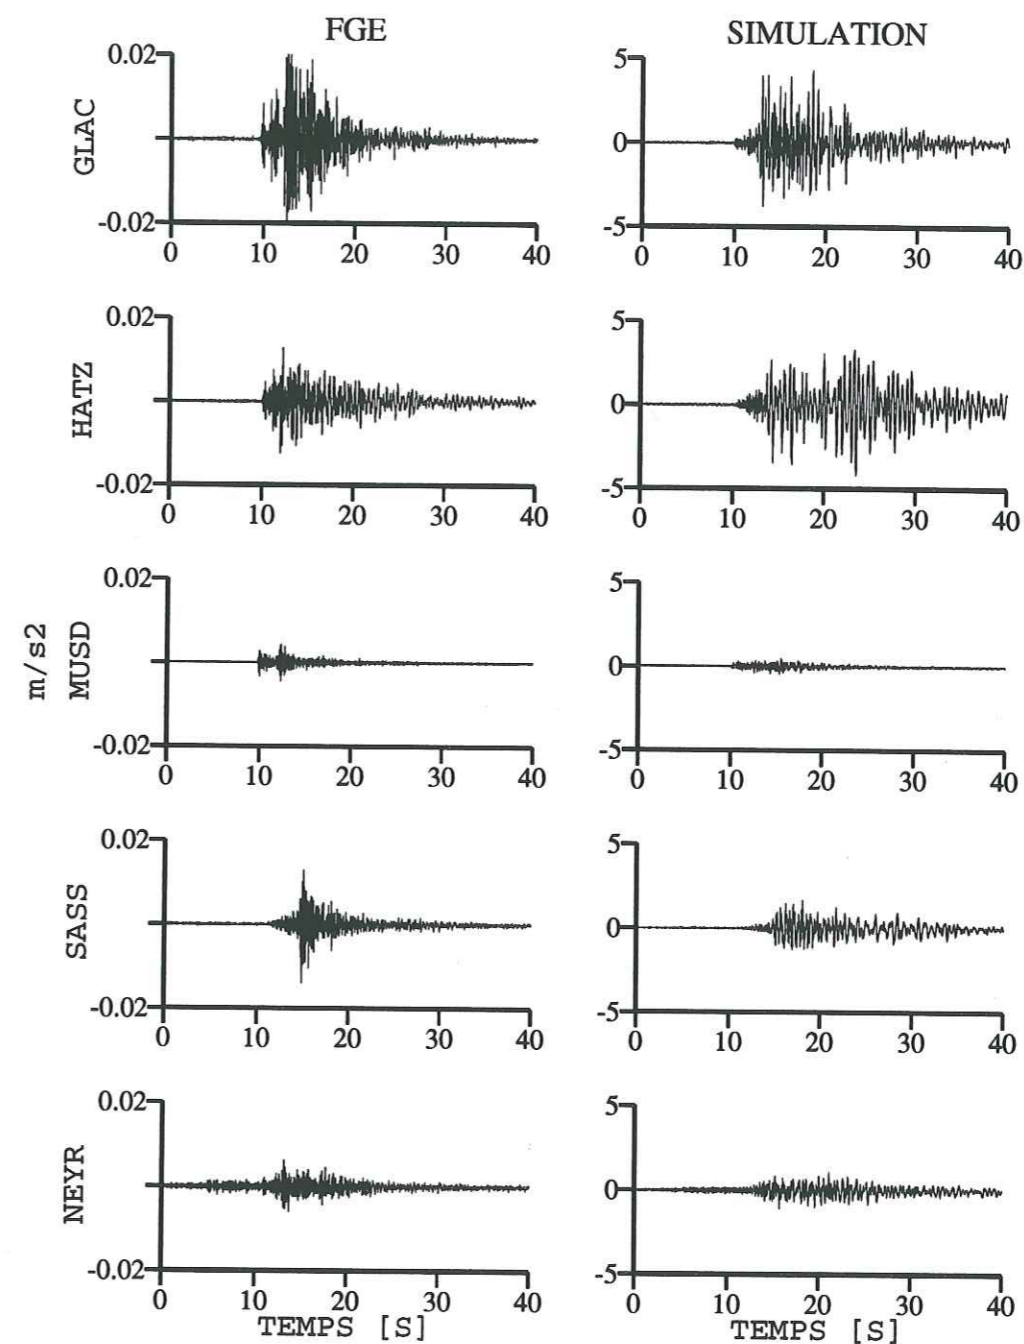 FGE SIMULATION
0.02 5
GLAC 0
-0.02 -5
0 10 20 30 40 0 10 20 30 40
0.02 5
HATZ 0
-0.02 -5
0 10 20 30 40 0 10 20 30 40
0.02 5
m/s2 MUSD 0
-0.02 -5
0 10 20 30 40 0 10 20 30 40
0.02 5
SASS 0
-0.02 -5
0 10 20 30 40 0 10 20 30 40
0.02 5
NEYR 0
-0.02 -5
0 10 20 30 40 0 10 20 30 40
TEMPS [S] TEMPS [S]